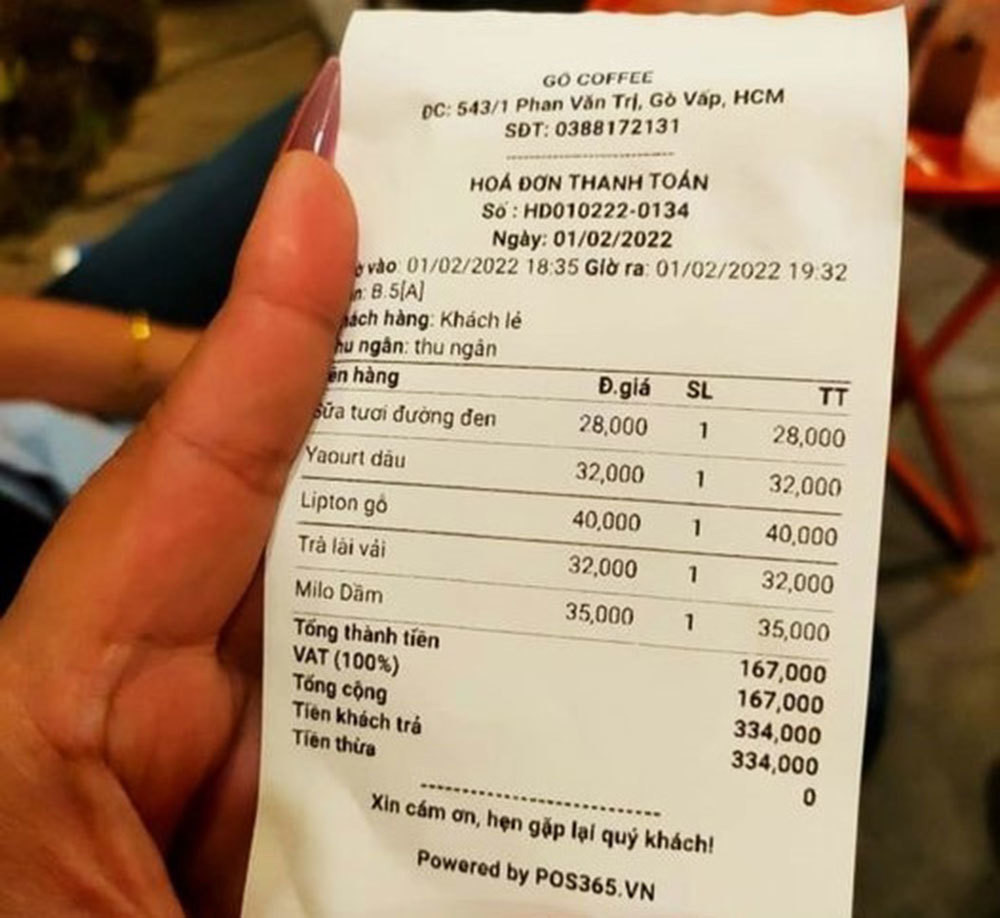 GÔ COFFEE
ĐC: 543/1 Phan Văn Trị, Gò Vấp, HCM
SĐT: 0388172131
HOÁ ĐƠN THANH TOÁN
Số : HD010222-0134
Ngày: 01/02/2022
vào: 01/02/2022 18:35 Giờ ra: 01/02/2022 19:32
: B.5[A]
hàng: Khách lẻ
ngân: thu ngân
hàng Đ.giá SL TT
Sữa tươi đường đen 28,000 1 28,000
Yaourt dâu 32,000 1 32,000
Lipton gỗ 40,000 1 40,000
Trà lài vải 32,000 1 32,000
Milo Dầm 35,000 1 35,000
Tổng thành tiền 167,000
VAT (100%) 167,000
Tổng cộng 334,000
Tiền khách trả 334,000
Tiền thừa 0
Xin cám ơn, hẹn gặp lại quý khách!
Powered by POS365.VN